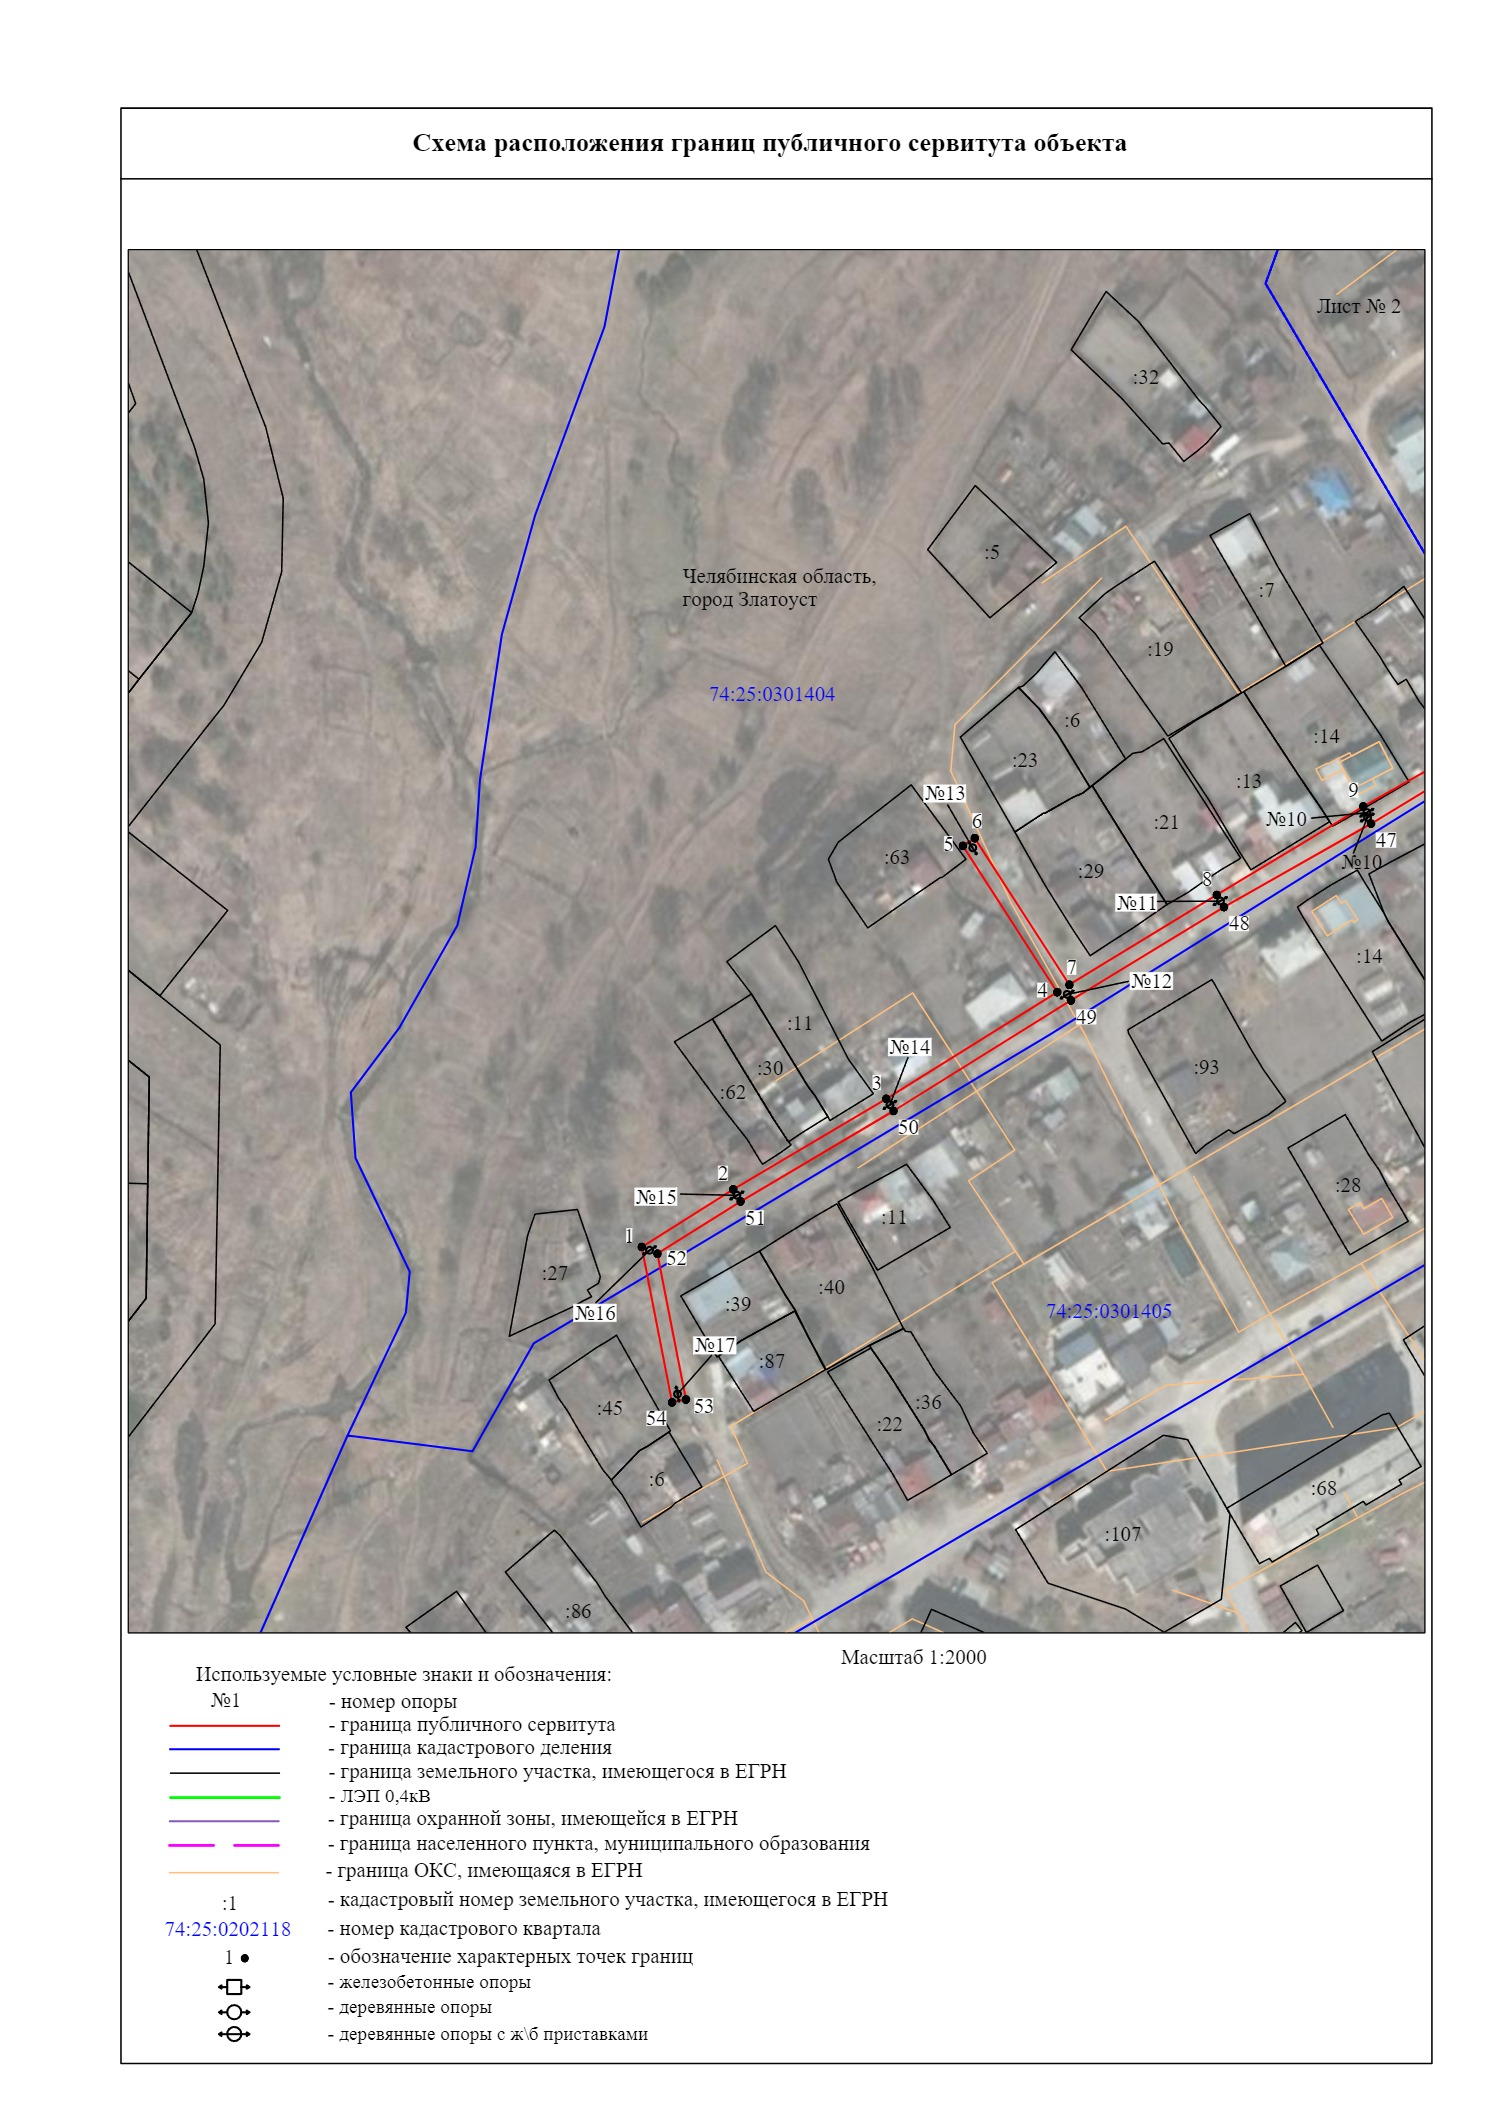 Схема расположения границ публичного сервитута объекта
Лист № 2
:32
:5
Челябинская область,
город Златоуст
:7
:19
74:25:0301404
:6
:14
:23
:13
9
№13
№10
6
:21
47
5
:63
№10
:29
8
№11
48
:14
7
№12
4
49
:11
№14
:30
:93
3
:62
50
2
:28
№15
51
:11
1
52
:27
:40
:39
№16
74:25:0301405
№17
:87
:36
53
:45
54
:22
:6
:68
:107
:86
Масштаб 1:2000
Используемые условные знаки и обозначения:
№1 - номер опоры
- граница публичного сервитута
- граница кадастрового деления
- граница земельного участка, имеющегося в ЕГРН
- ЛЭП 0,4кВ
- граница охранной зоны, имеющейся в ЕГРН
- граница населенного пункта, муниципального образования
- граница ОКС, имеющаяся в ЕГРН
:1 - кадастровый номер земельного участка, имеющегося в ЕГРН
74:25:0202118 - номер кадастрового квартала
1 - обозначение характерных точек границ
- железобетонные опоры
- деревянные опоры
- деревянные опоры с ж\б приставками